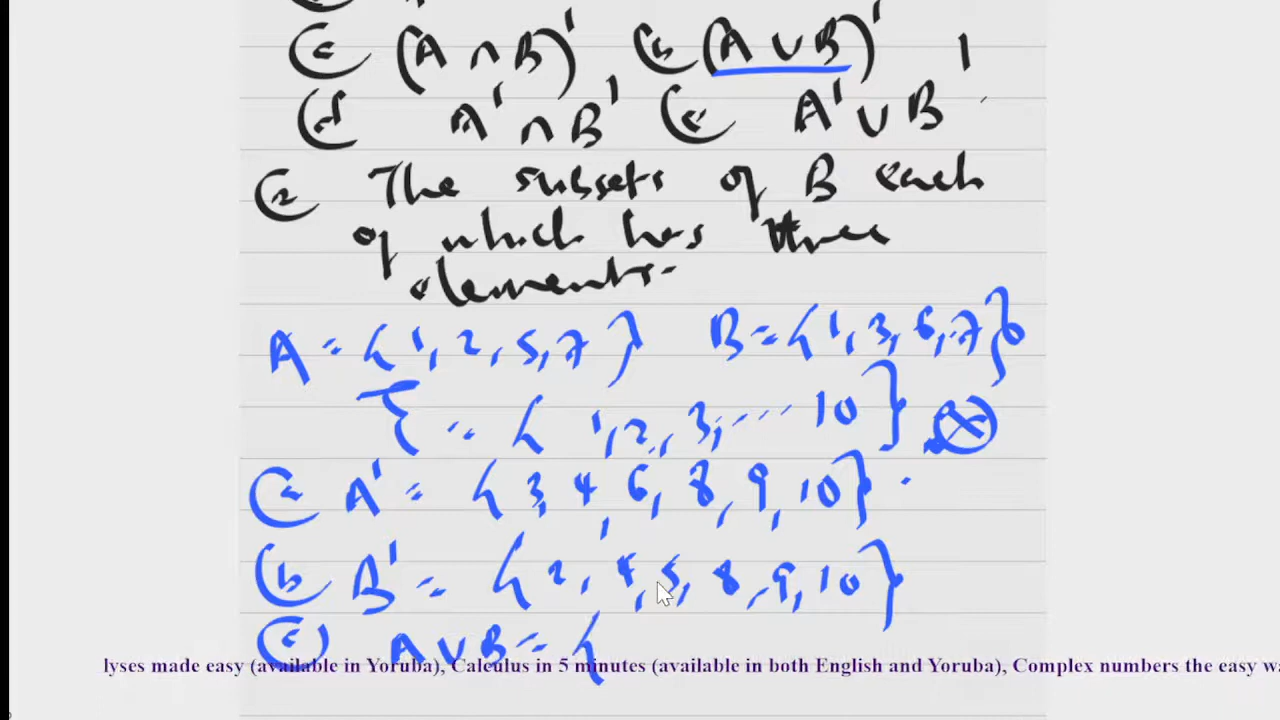 (c) (A ∩ B)' (b) (A ∪ B)'
(d) A' ∩ B' (e) A' ∪ B'
(2) The subsets of B each
of which has three
elements.
A = {1, 2, 5, 7} B = {1, 3, 6, 7}
ξ = {1, 2, 3, ... 10}
(a) A' = {3, 4, 6, 8, 9, 10}.
(b) B' = {2, 4, 5, 8, 9, 10}
(c) A ∪ B = {
lyses made easy (available in Yoruba), Calculus in 5 minutes (available in both English and Yoruba), Complex numbers the easy wa